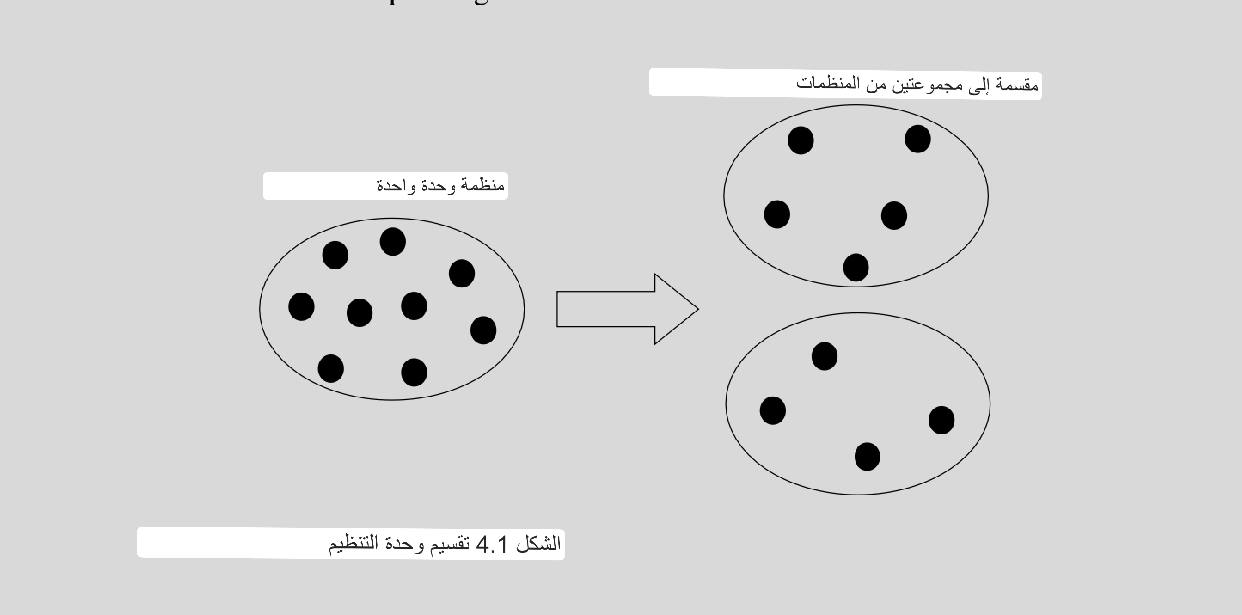 مقسمة إلى مجموعتين من المنظمات
منظمة وحدة واحدة
الشكل 4.1 تقسيم وحدة التنظيم